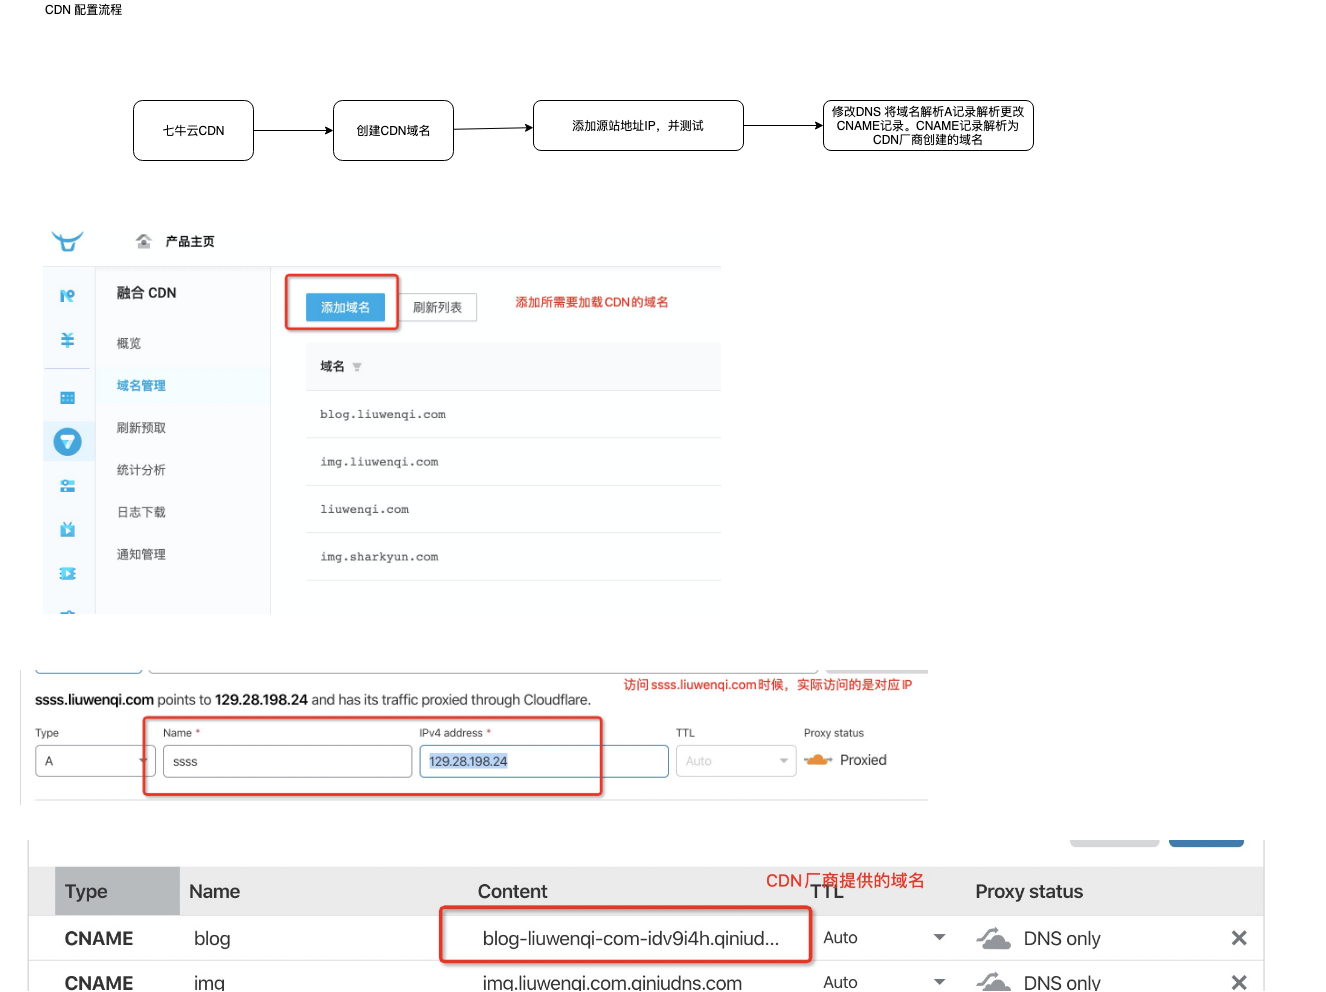 CDN 配置流程
七牛云CDN
创建CDN域名
添加源站地址IP，并测试
修改DNS 将域名解析A记录解析更改
CNAME记录。CNAME记录解析为
CDN厂商创建的域名
产品主页
融合 CDN
概览
域名管理
刷新预取
统计分析
日志下载
通知管理
添加域名
刷新列表
添加所需要加载CDN的域名
域名
blog.liuwenqi.com
img.liuwenqi.com
liuwenqi.com
img.sharkyun.com
访问ssss.liuwenqi.com时候，实际访问的是对应IP
ssss.liuwenqi.com points to 129.28.198.24 and has its traffic proxied through Cloudflare.
Type Name * IPv4 address * TTL Proxy status
A ssss 129.28.198.24 Auto Proxied
CDN厂商提供的域名
Type Name Content TTL Proxy status
CNAME blog blog-liuwenqi-com-idv9i4h.qiniud... Auto DNS only
CNAME img img.liuwenqi.com.qiniudns.com Auto DNS only